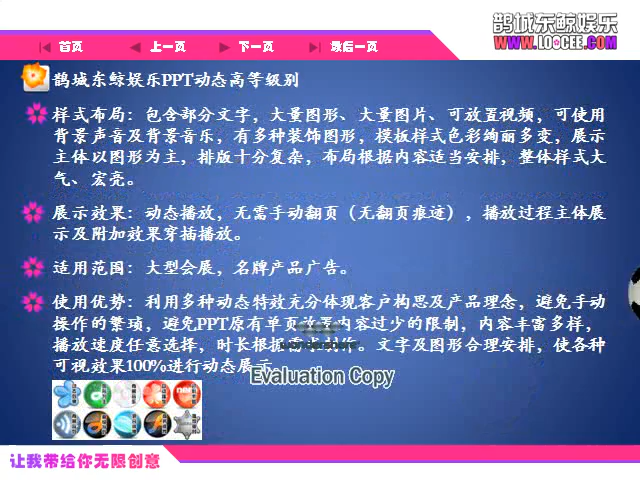 鹊城东鲸娱乐
WWW.LOCEE.COM
首页 上一页 下一页 最后一页
鹊城东鲸娱乐PPT动态高等级别
样式布局：包含部分文字，大量图形、大量图片、可放置视频，可使用
背景声音及背景音乐，有多种装饰图形，模板样式色彩绚丽多变，展示
主体以图形为主，排版十分复杂，布局根据内容适当安排，整体样式大
气、宏亮。
展示效果：动态播放，无需手动翻页（无翻页痕迹），播放过程主体展
示及附加效果穿插播放。
适用范围：大型会展，名牌产品广告。
使用优势：利用多种动态特效充分体现客户构思及产品理念，避免手动
操作的繁琐，避免PPT原有单页放置内容过少的限制，内容丰富多样，
播放速度任意选择，时长根据 。文字及图形合理安排，使各种
可视效果100%进行动态展示
Evaluation Copy
让我带给你无限创意